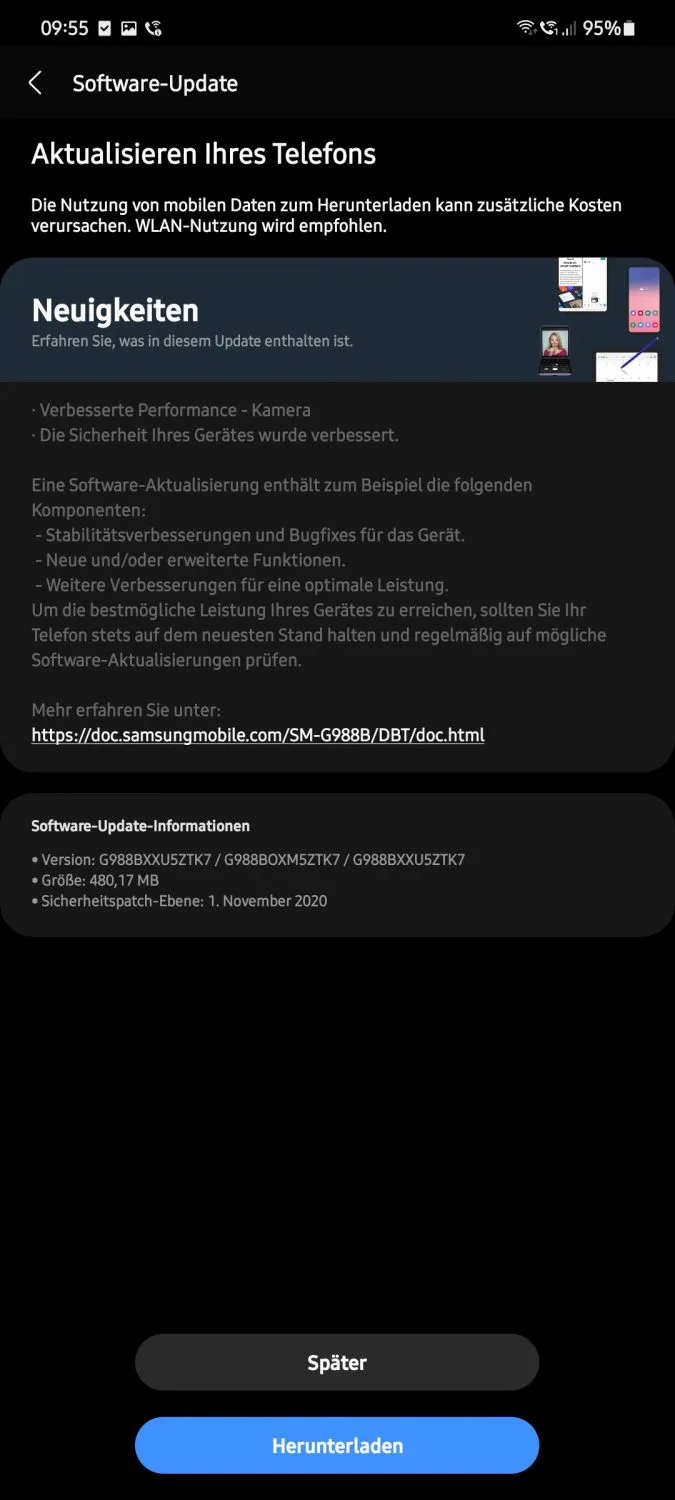 09:55 95%
Software-Update
Aktualisieren Ihres Telefons
Die Nutzung von mobilen Daten zum Herunterladen kann zusätzliche Kosten
verursachen. WLAN-Nutzung wird empfohlen.
Neuigkeiten
Erfahren Sie, was in diesem Update enthalten ist.
· Verbesserte Performance - Kamera
· Die Sicherheit Ihres Gerätes wurde verbessert.
Eine Software-Aktualisierung enthält zum Beispiel die folgenden
Komponenten:
- Stabilitätsverbesserungen und Bugfixes für das Gerät.
- Neue und/oder erweiterte Funktionen.
- Weitere Verbesserungen für eine optimale Leistung.
Um die bestmögliche Leistung Ihres Gerätes zu erreichen, sollten Sie Ihr
Telefon stets auf dem neuesten Stand halten und regelmäßig auf mögliche
Software-Aktualisierungen prüfen.
Mehr erfahren Sie unter:
https://doc.samsungmobile.com/SM-G988B/DBT/doc.html
Software-Update-Informationen
• Version: G988BXXU5ZTK7 / G988BOXM5ZTK7 / G988BXXU5ZTK7
• Größe: 480,17 MB
• Sicherheitspatch-Ebene: 1. November 2020
Später
Herunterladen